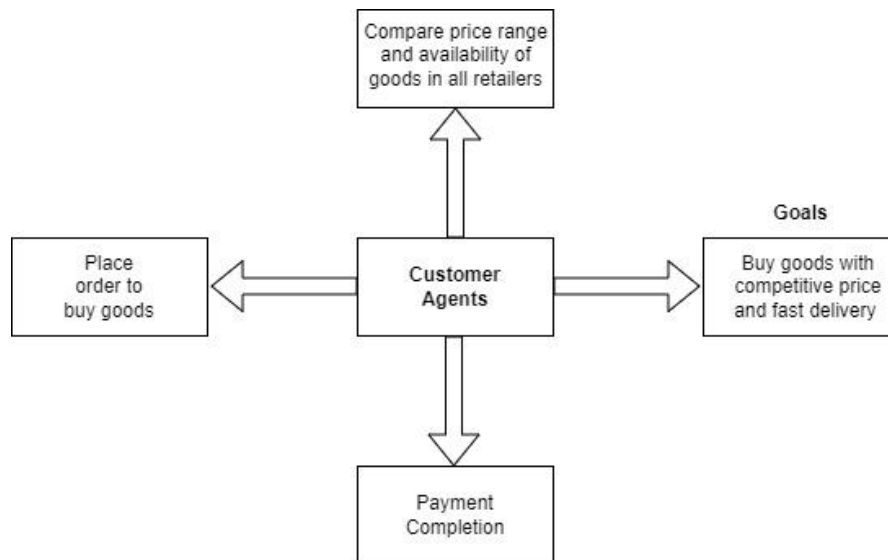 Compare price range
and availability of
goods in all retailers
Goals
Place
order to
buy goods
Customer
Agents
Buy goods with
competitive price
and fast delivery
Payment
Completion